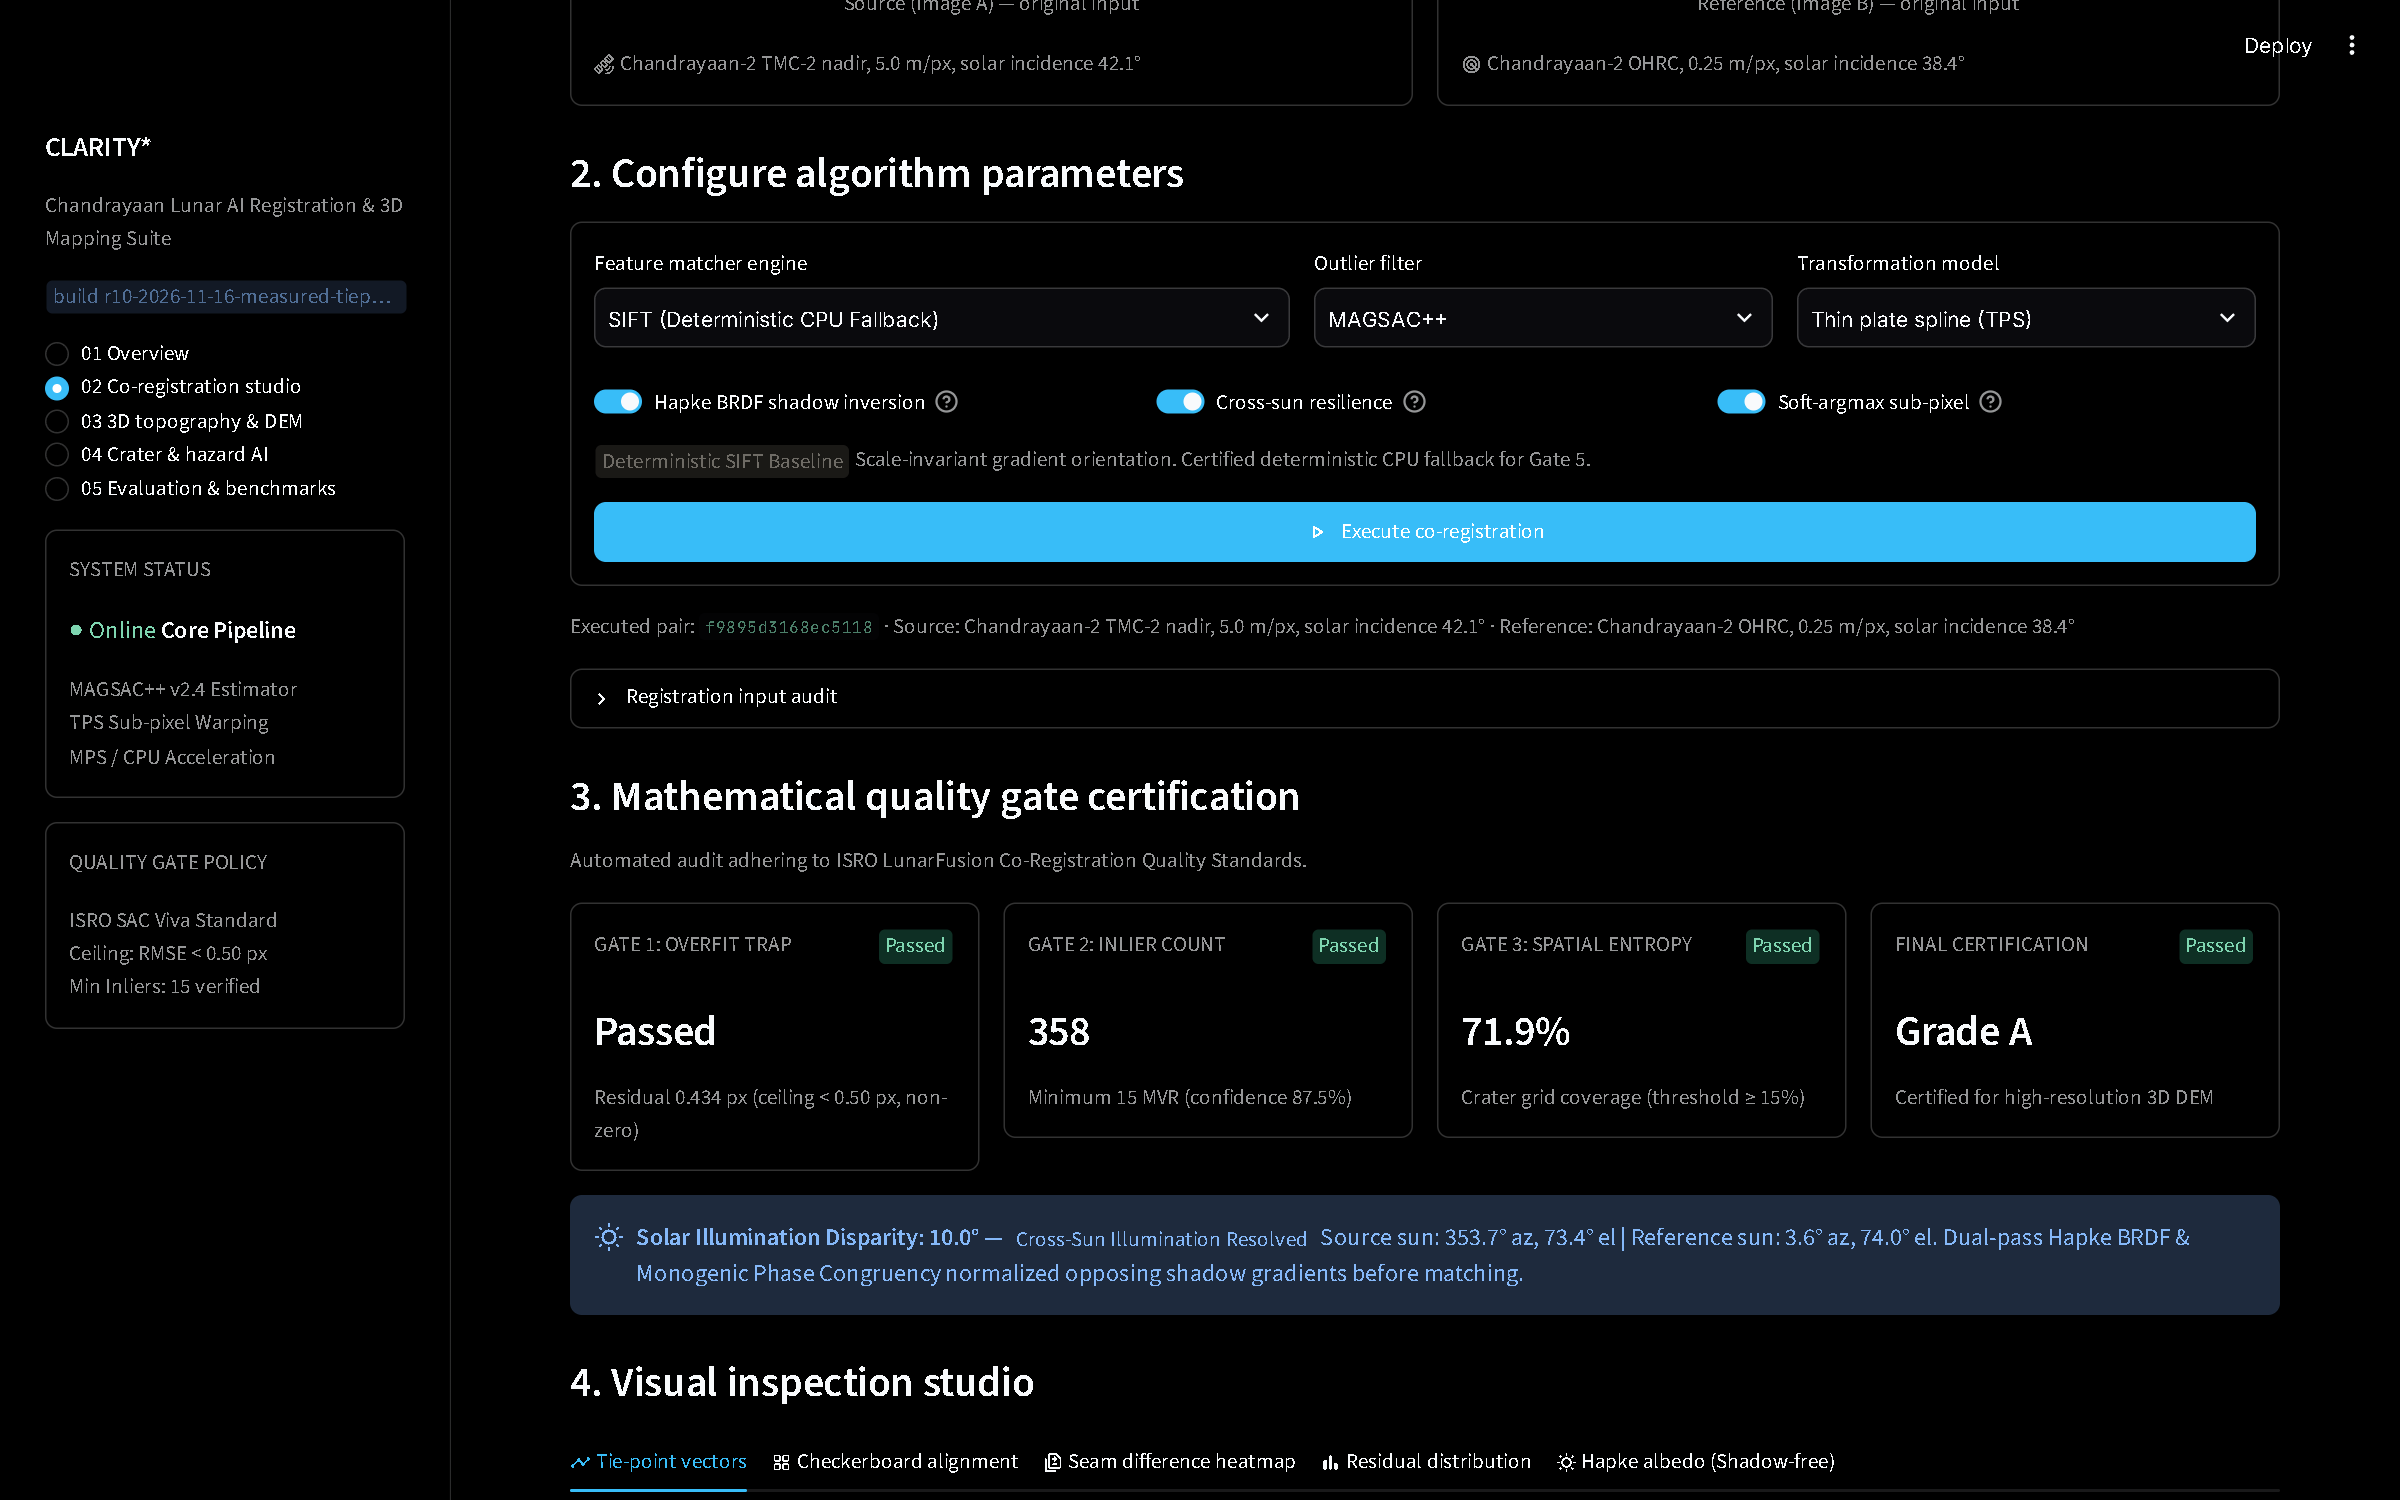 Source (Image A) — original input
Reference (Image B) — original input
Deploy
Chandrayaan-2 TMC-2 nadir, 5.0 m/px, solar incidence 42.1°
Chandrayaan-2 OHRC, 0.25 m/px, solar incidence 38.4°
CLARITY*
Chandrayaan Lunar AI Registration & 3D
Mapping Suite
build r10-2026-11-16-measured-tiep...
01 Overview
02 Co-registration studio
03 3D topography & DEM
04 Crater & hazard AI
05 Evaluation & benchmarks
SYSTEM STATUS
Online Core Pipeline
MAGSAC++ v2.4 Estimator
TPS Sub-pixel Warping
MPS / CPU Acceleration
QUALITY GATE POLICY
ISRO SAC Viva Standard
Ceiling: RMSE < 0.50 px
Min Inliers: 15 verified
2. Configure algorithm parameters
Feature matcher engine
Outlier filter
Transformation model
SIFT (Deterministic CPU Fallback)
MAGSAC++
Thin plate spline (TPS)
Hapke BRDF shadow inversion
Cross-sun resilience
Soft-argmax sub-pixel
Deterministic SIFT Baseline Scale-invariant gradient orientation. Certified deterministic CPU fallback for Gate 5.
Execute co-registration
Executed pair: f9895d3168ec5118 · Source: Chandrayaan-2 TMC-2 nadir, 5.0 m/px, solar incidence 42.1° · Reference: Chandrayaan-2 OHRC, 0.25 m/px, solar incidence 38.4°
Registration input audit
3. Mathematical quality gate certification
Automated audit adhering to ISRO LunarFusion Co-Registration Quality Standards.
GATE 1: OVERFIT TRAP
Passed
Passed
Residual 0.434 px (ceiling < 0.50 px, non-
zero)
GATE 2: INLIER COUNT
Passed
358
Minimum 15 MVR (confidence 87.5%)
GATE 3: SPATIAL ENTROPY
Passed
71.9%
Crater grid coverage (threshold ≥ 15%)
FINAL CERTIFICATION
Passed
Grade A
Certified for high-resolution 3D DEM
Solar Illumination Disparity: 10.0° — Cross-Sun Illumination Resolved Source sun: 353.7° az, 73.4° el | Reference sun: 3.6° az, 74.0° el. Dual-pass Hapke BRDF &
Monogenic Phase Congruency normalized opposing shadow gradients before matching.
4. Visual inspection studio
Tie-point vectors
Checkerboard alignment
Seam difference heatmap
Residual distribution
Hapke albedo (Shadow-free)